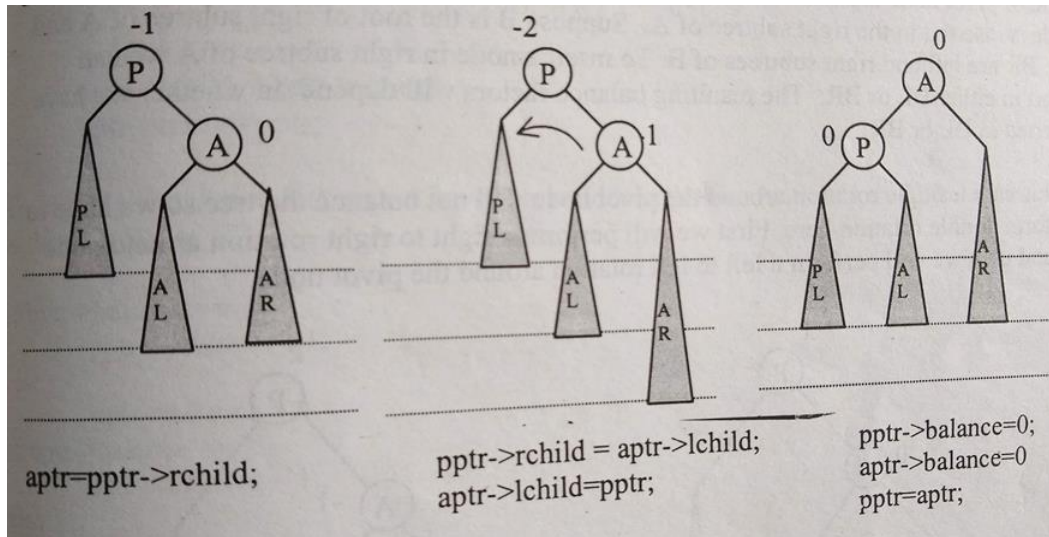 -1
P
A 0
P
L
A
L
A
R
aptr=pptr->rchild;
-2
P
A 1
P
L
A
L
A
R
pptr->rchild = aptr->lchild;
aptr->lchild=pptr;
0
A
0 P
P
L
A
L
A
R
pptr->balance=0;
aptr->balance=0
pptr=aptr;